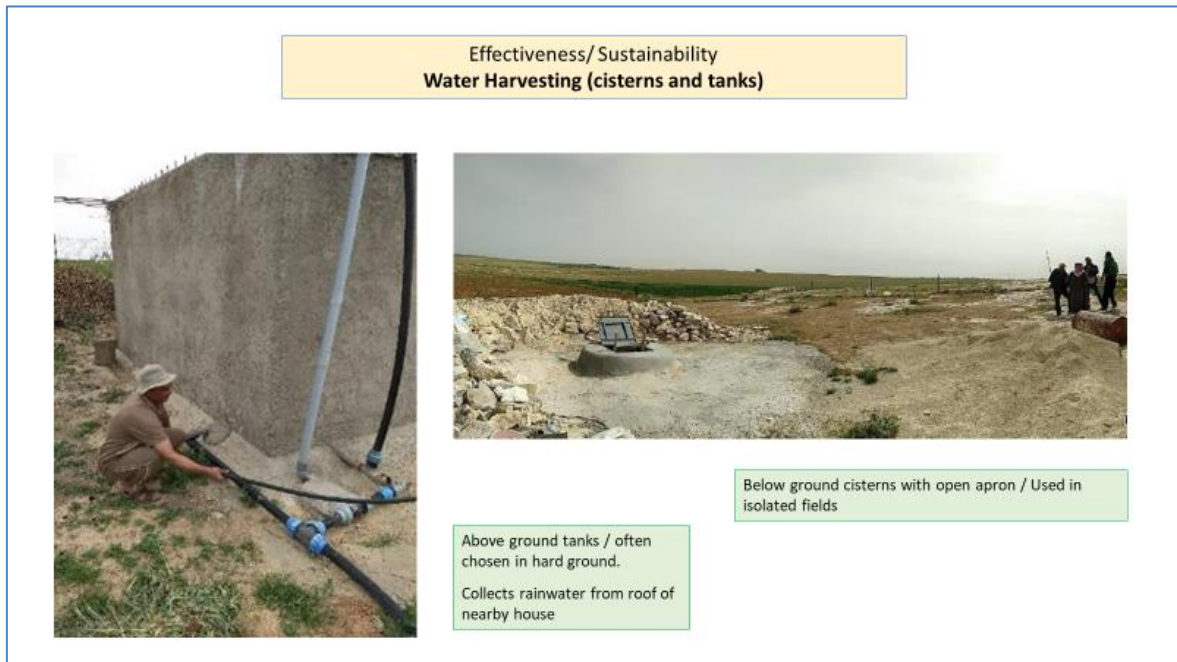 Effectiveness/ Sustainability
Water Harvesting (cisterns and tanks)
Below ground cisterns with open apron / Used in
isolated fields
Above ground tanks / often
chosen in hard ground.
Collects rainwater from roof of
nearby house